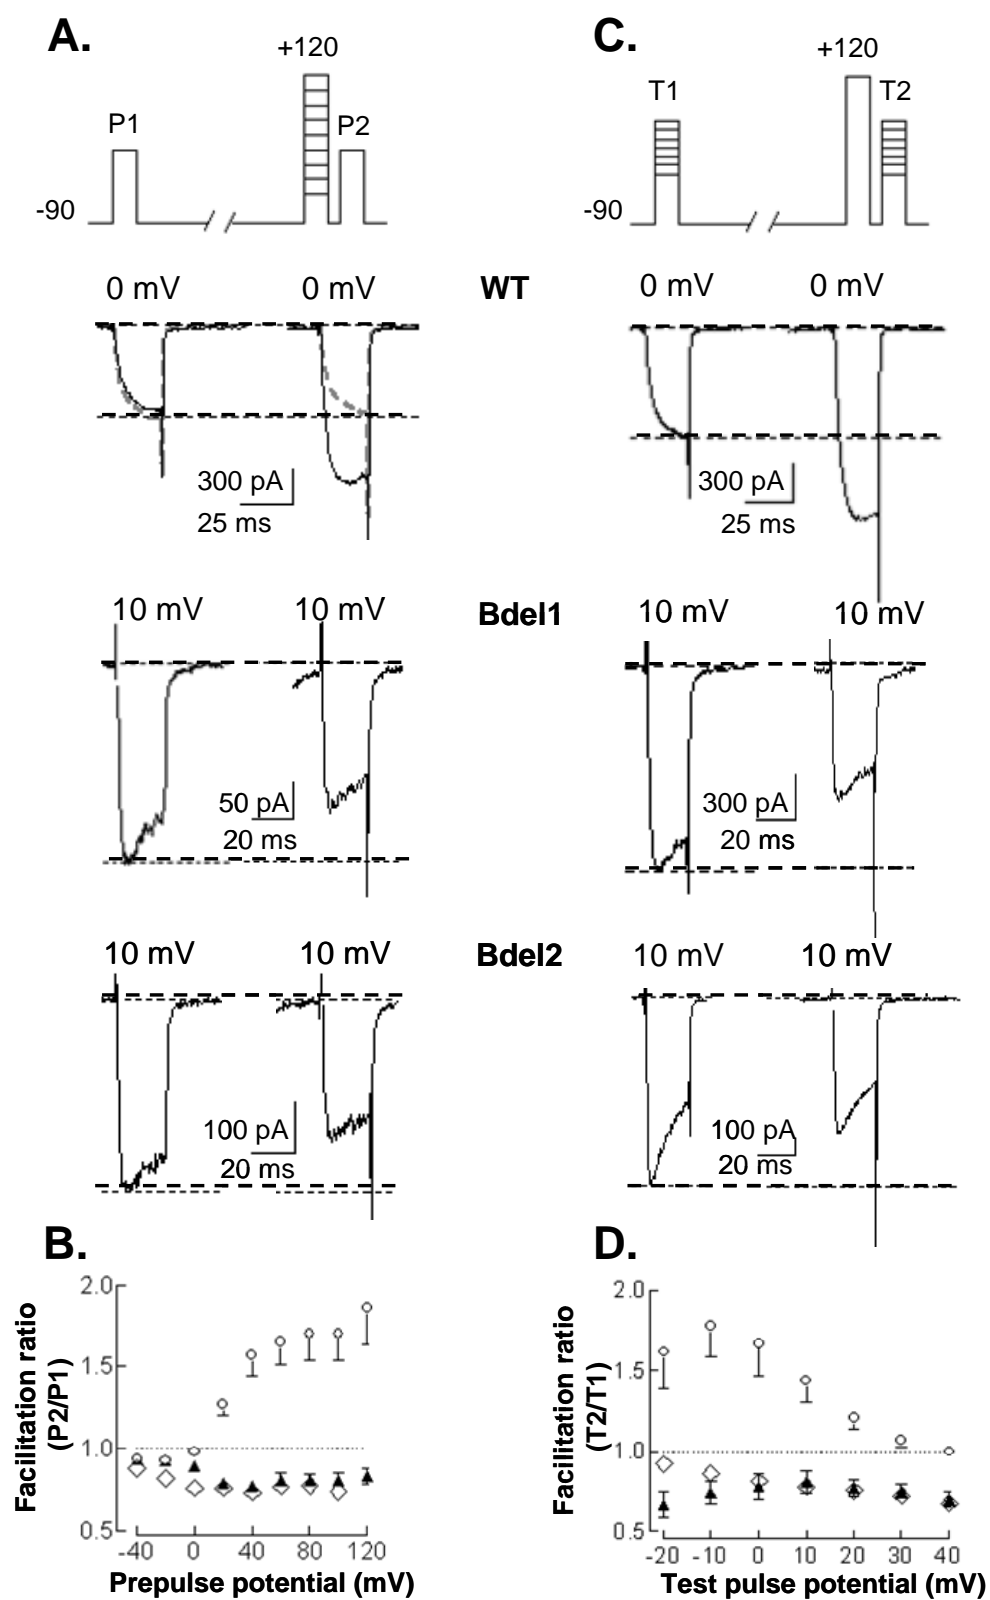 A.
+120
P1
P2
-90
C.
+120
T1
T2
-90
0 mV
0 mV
WT
0 mV
0 mV
300 pA
25 ms
300 pA
25 ms
10 mV
10 mV
Bdel1
10 mV
10 mV
50 pA
20 ms
300 pA
20 ms
10 mV
10 mV
Bdel2
10 mV
10 mV
100 pA
20 ms
100 pA
20 ms
B.
Facilitation ratio
(P2/P1)
2.0
1.5
1.0
0.5
-40 0 40 80 120
Prepulse potential (mV)
D.
Facilitation ratio
(T2/T1)
2.0
1.5
1.0
0.5
-20 -10 0 10 20 30 40
Test pulse potential (mV)